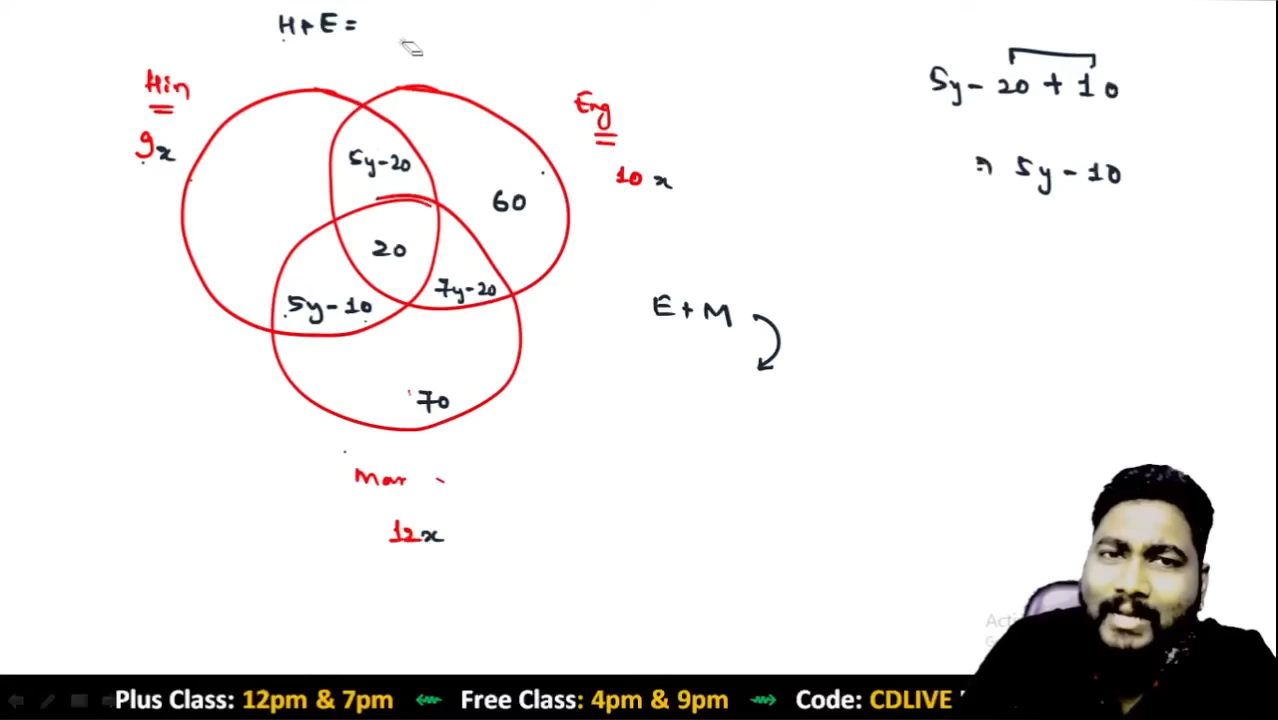 H + E =
Hin
9x
Eng
10x
5y - 20
60
20
5y - 10
7y - 20
70
Mar
12x
E + M
5y - 20 + 10
⇒ 5y - 10
Plus Class: 12pm & 7pm Free Class: 4pm & 9pm Code: CDLIVE